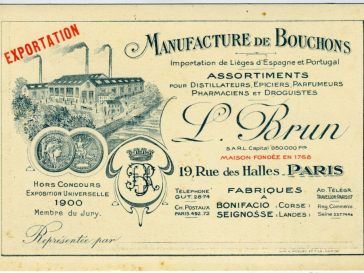 EXPORTATION
MANUFACTURE DE BOUCHONS
Importation de Lièges d'Espagne et Portugal
ASSORTIMENTS
POUR DISTILLATEURS, EPICIERS, PARFUMEURS
PHARMACIENS ET DROGUISTES
L. Brun
S.A.R.L. Capital 950.000 Frs
MAISON FONDÉE EN 1768
19, Rue des Halles, PARIS
HORS CONCOURS
EXPOSITION UNIVERSELLE
1900
Membre du Jury.
TÉLÉPHONE
GUT. 28-74
CH. POSTAUX
PARIS 492.72
FABRIQUES
A
BONIFACIO (CORSE)
SEIGNOSSE (LANDES)
AD. TÉLÉGR.
Reg. Commerce
Représentée par